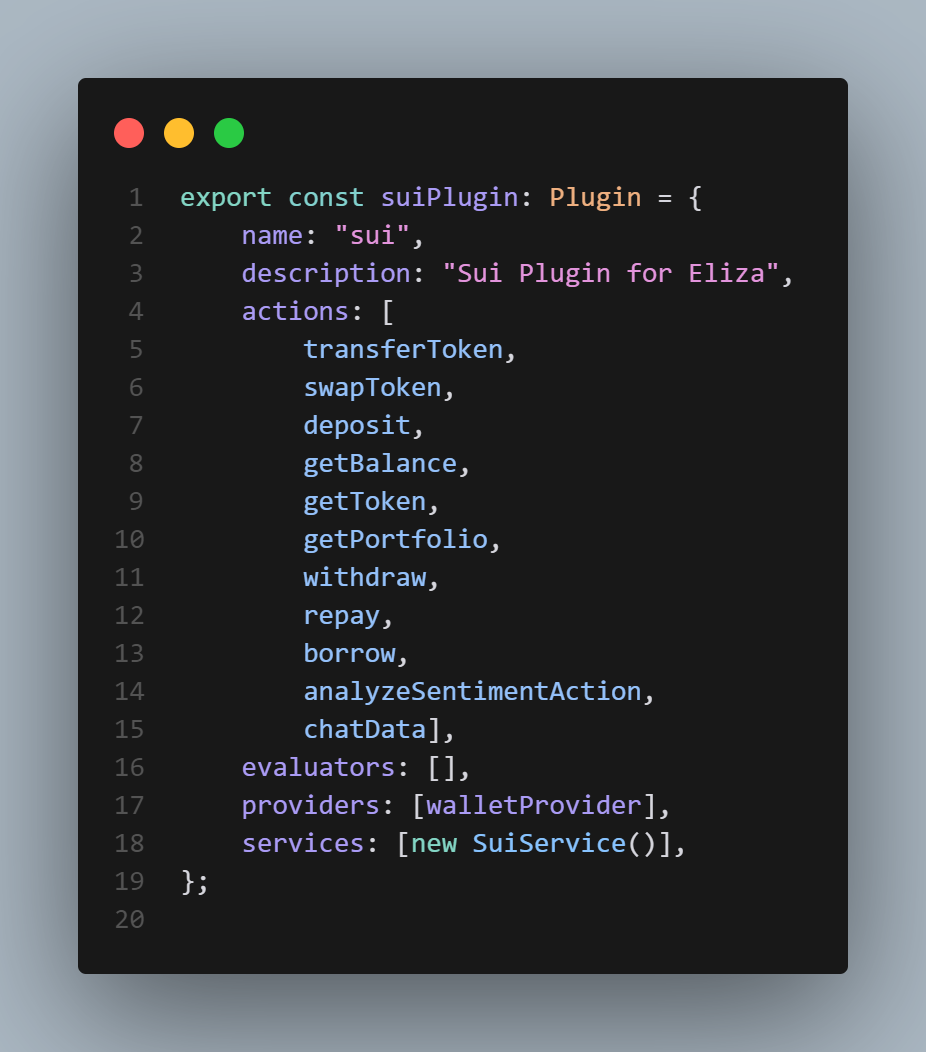 1 export const suiPlugin: Plugin = {
2     name: "sui",
3     description: "Sui Plugin for Eliza",
4     actions: [
5         transferToken,
6         swapToken,
7         deposit,
8         getBalance,
9         getToken,
10         getPortfolio,
11         withdraw,
12         repay,
13         borrow,
14         analyzeSentimentAction,
15         chatData],
16     evaluators: [],
17     providers: [walletProvider],
18     services: [new SuiService()],
19 };
20